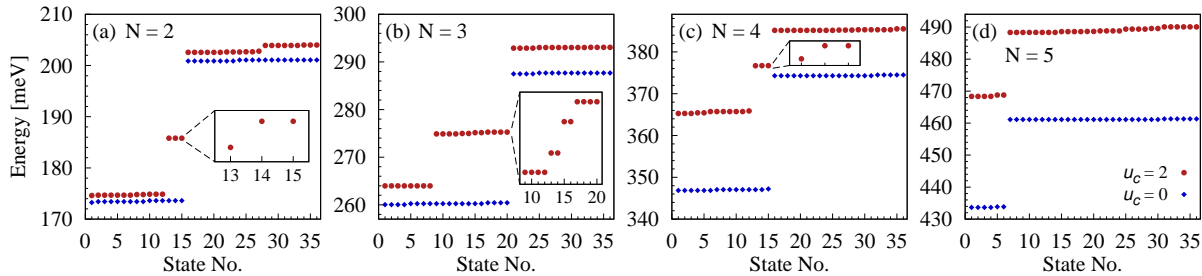 (a) N = 2
(b) N = 3
(c) N = 4
(d)
N = 5
Energy [meV]
210
200
190
180
170
300
290
280
270
260
380
370
360
350
340
490
480
470
460
450
440
430
13 14 15
10 15 20
u_c = 2
u_c = 0
0 5 10 15 20 25 30 35
0 5 10 15 20 25 30 35
0 5 10 15 20 25 30 35
0 5 10 15 20 25 30 35
State No.
State No.
State No.
State No.